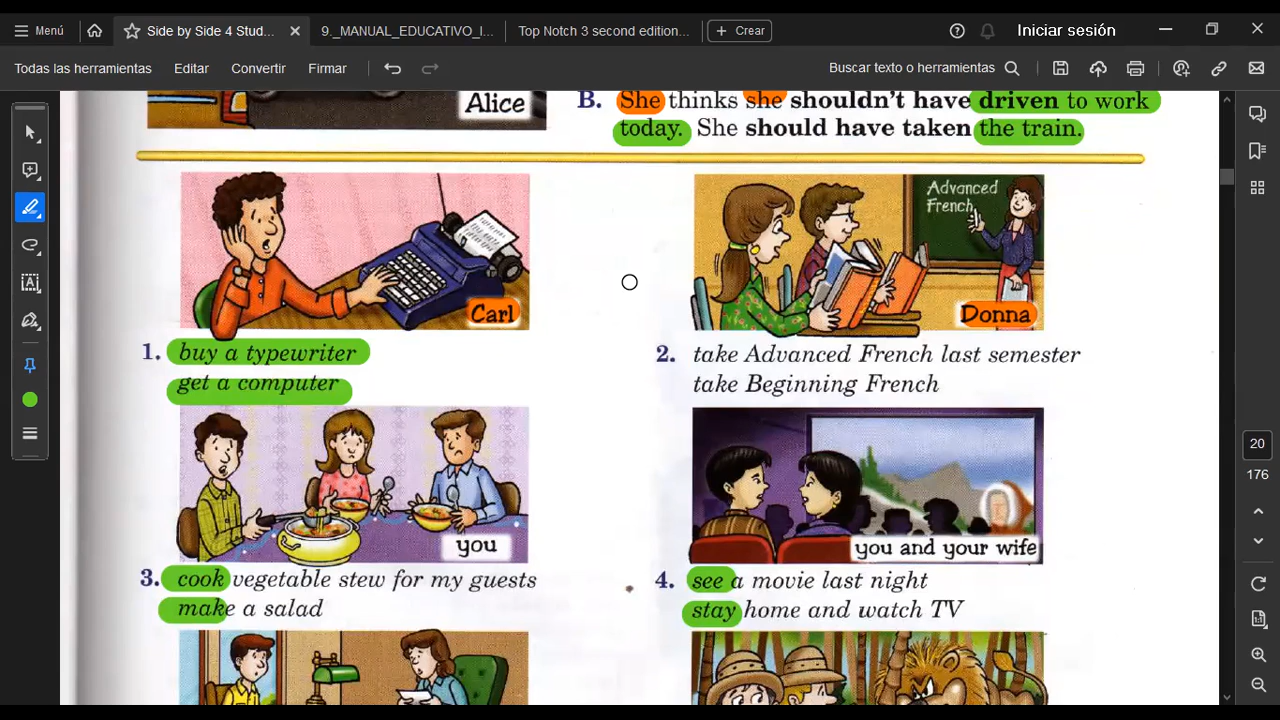 Menú
Side by Side 4 Stud...
9._MANUAL_EDUCATIVO_I...
Top Notch 3 second edition...
Crear
Iniciar sesión
Todas las herramientas
Editar
Convertir
Firmar
Buscar texto o herramientas
Alice
B. She thinks she shouldn't have driven to work
today. She should have taken the train.
Carl
Advanced
French
Donna
1. buy a typewriter
get a computer
2. take Advanced French last semester
take Beginning French
you
you and your wife
3. cook vegetable stew for my guests
make a salad
4. see a movie last night
stay home and watch TV
20
176